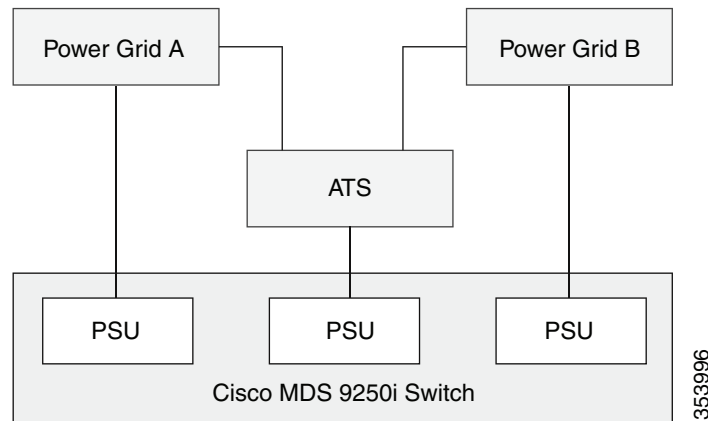 Power Grid A
Power Grid B
ATS
PSU
PSU
PSU
Cisco MDS 9250i Switch
353996